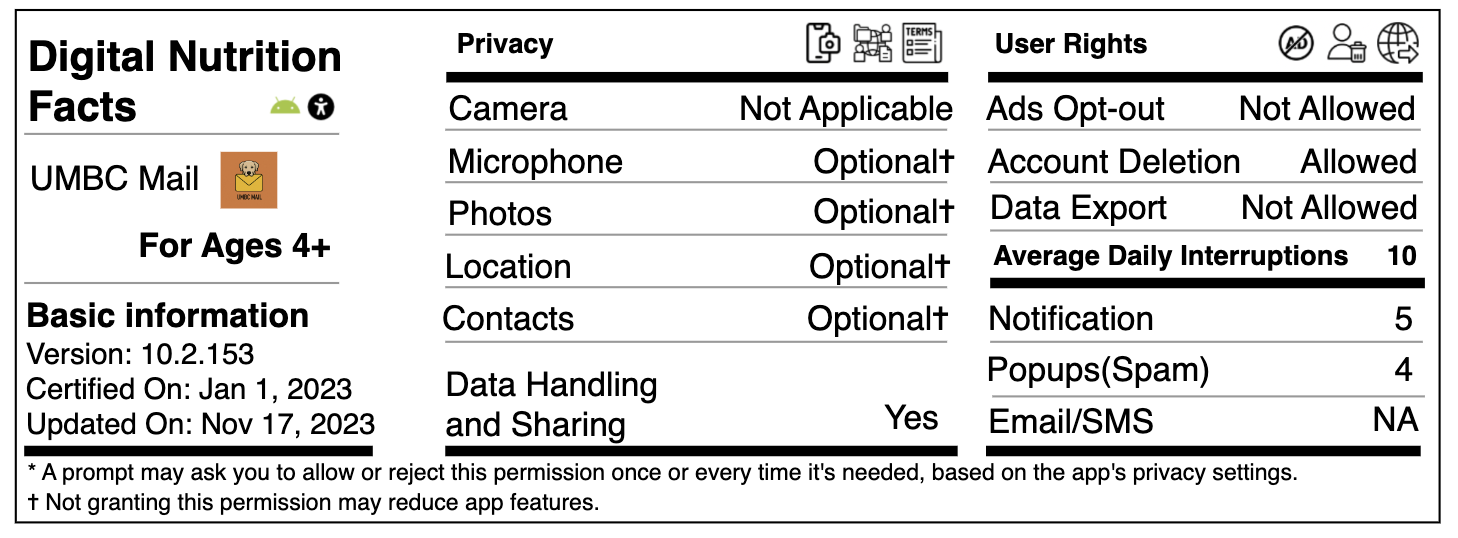 Digital Nutrition
Facts
UMBC Mail
UMBC MAIL
For Ages 4+
Basic information
Version: 10.2.153
Certified On: Jan 1, 2023
Updated On: Nov 17, 2023
Privacy
TERMS
Camera Not Applicable
Microphone Optional†
Photos Optional†
Location Optional†
Contacts Optional†
Data Handling
and Sharing Yes
User Rights
AD
Ads Opt-out Not Allowed
Account Deletion Allowed
Data Export Not Allowed
Average Daily Interruptions 10
Notification 5
Popups(Spam) 4
Email/SMS NA
* A prompt may ask you to allow or reject this permission once or every time it's needed, based on the app's privacy settings.
† Not granting this permission may reduce app features.